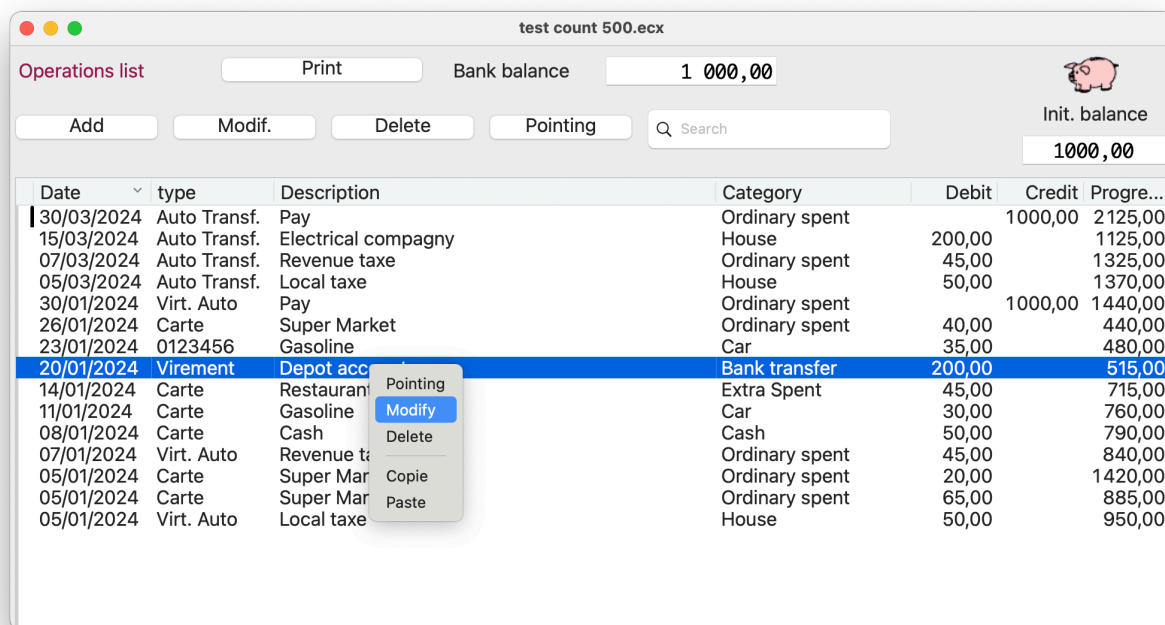 test count 500.ecx
Operations list Print Bank balance 1 000,00
Init. balance
Add Modif. Delete Pointing Search
1000,00
Date type Description Category Debit Credit Progre...
30/03/2024 Auto Transf. Pay Ordinary spent 1000,00 2125,00
15/03/2024 Auto Transf. Electrical compagny House 200,00 1125,00
07/03/2024 Auto Transf. Revenue taxe Ordinary spent 45,00 1325,00
05/03/2024 Auto Transf. Local taxe House 50,00 1370,00
30/01/2024 Virt. Auto Pay Ordinary spent 1000,00 1440,00
26/01/2024 Carte Super Market Ordinary spent 40,00 440,00
23/01/2024 0123456 Gasoline Car 35,00 480,00
20/01/2024 Virement Depot Bank transfer 200,00 515,00
14/01/2024 Carte Restaurant Extra Spent 45,00 715,00
11/01/2024 Carte Gasoline Car 30,00 760,00
08/01/2024 Carte Cash Cash 50,00 790,00
07/01/2024 Virt. Auto Revenue Ordinary spent 45,00 840,00
05/01/2024 Carte Super Ordinary spent 20,00 1420,00
05/01/2024 Carte Super Ordinary spent 65,00 885,00
05/01/2024 Virt. Auto Local taxe House 50,00 950,00
Pointing
Modify
Delete
Copie
Paste